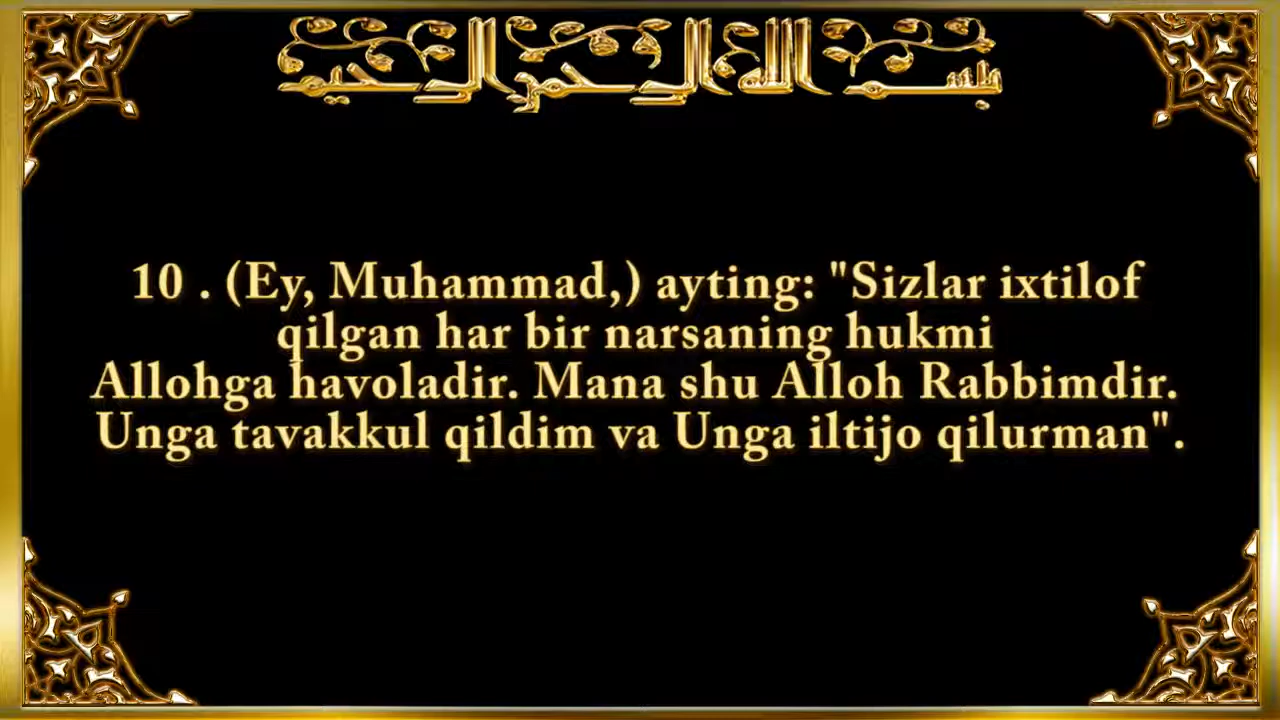 بسم الله الرحمن الرحيم
10 . (Ey, Muhammad,) ayting: "Sizlar ixtilof
qilgan har bir narsaning hukmi
Allohga havoladir. Mana shu Alloh Rabbimdir.
Unga tavakkul qildim va Unga iltijo qilurman".